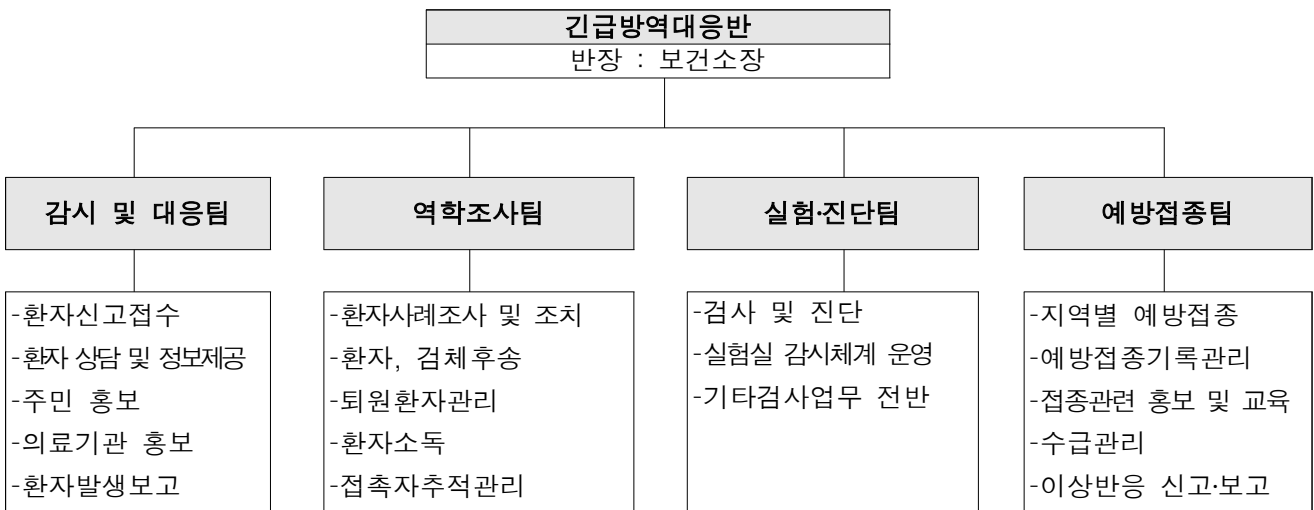 긴급방역대응반
반장 : 보건소장
감시 및 대응팀
-환자신고접수
-환자 상담 및 정보제공
-주민 홍보
-의료기관 홍보
-환자발생보고
역학조사팀
-환자사례조사 및 조치
-환자, 검체후송
-퇴원환자관리
-환자소독
-접촉자추적관리
실험·진단팀
-검사 및 진단
-실험실 감시체계 운영
-기타검사업무 전반
예방접종팀
-지역별 예방접종
-예방접종기록관리
-접종관련 홍보 및 교육
-수급관리
-이상반응 신고·보고